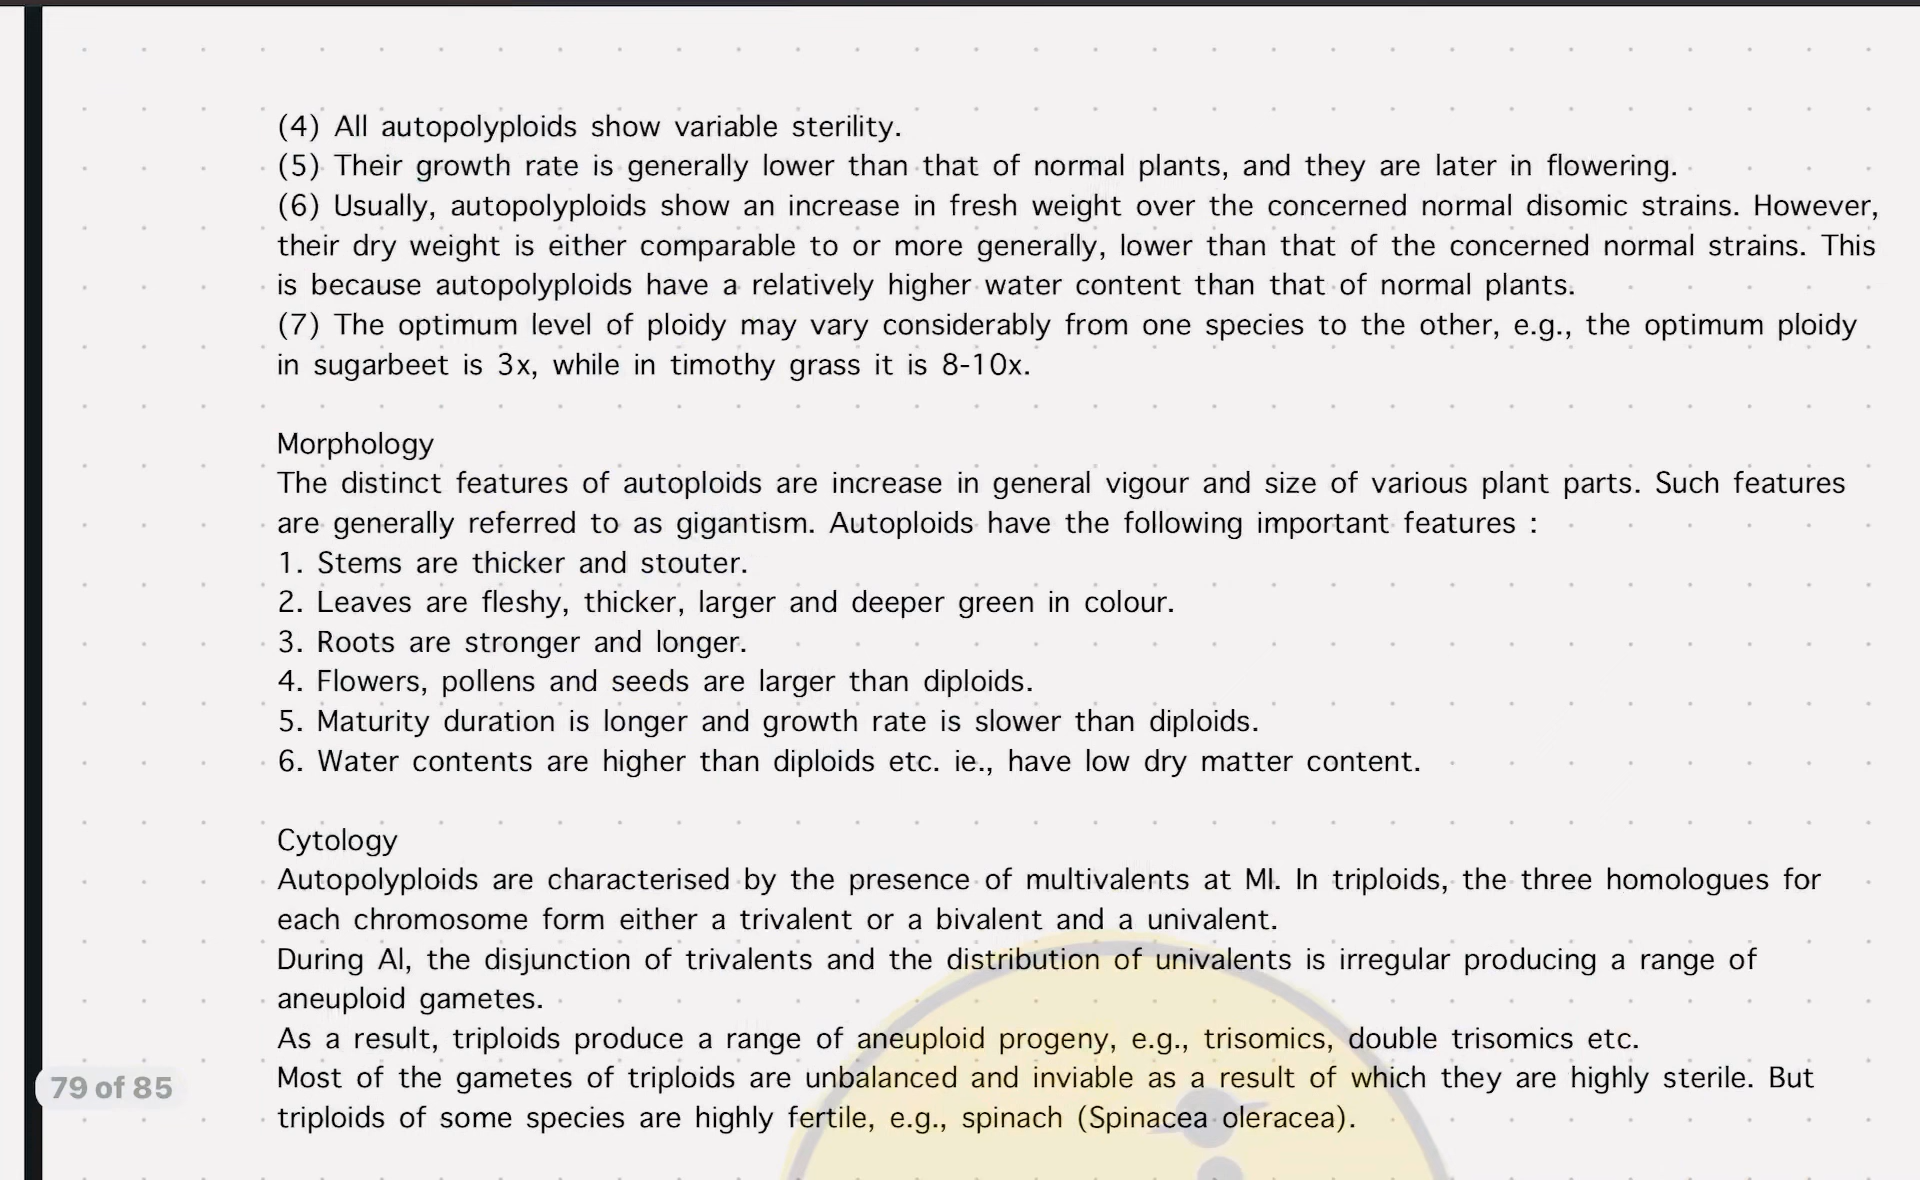 (4) All autopolyploids show variable sterility.
(5) Their growth rate is generally lower than that of normal plants, and they are later in flowering.
(6) Usually, autopolyploids show an increase in fresh weight over the concerned normal disomic strains. However,
their dry weight is either comparable to or more generally, lower than that of the concerned normal strains. This
is because autopolyploids have a relatively higher water content than that of normal plants.
(7) The optimum level of ploidy may vary considerably from one species to the other, e.g., the optimum ploidy
in sugarbeet is 3x, while in timothy grass it is 8-10x.
Morphology
The distinct features of autoploids are increase in general vigour and size of various plant parts. Such features
are generally referred to as gigantism. Autoploids have the following important features :
1. Stems are thicker and stouter.
2. Leaves are fleshy, thicker, larger and deeper green in colour.
3. Roots are stronger and longer.
4. Flowers, pollens and seeds are larger than diploids.
5. Maturity duration is longer and growth rate is slower than diploids.
6. Water contents are higher than diploids etc. ie., have low dry matter content.
Cytology
Autopolyploids are characterised by the presence of multivalents at MI. In triploids, the three homologues for
each chromosome form either a trivalent or a bivalent and a univalent.
During AI, the disjunction of trivalents and the distribution of univalents is irregular producing a range of
aneuploid gametes.
As a result, triploids produce a range of aneuploid progeny, e.g., trisomics, double trisomics etc.
Most of the gametes of triploids are unbalanced and inviable as a result of which they are highly sterile. But
triploids of some species are highly fertile, e.g., spinach (Spinacea oleracea).
79 of 85